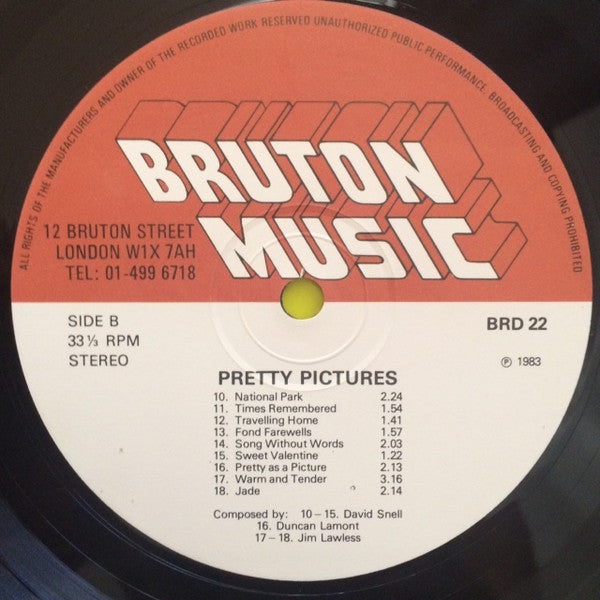 ALL RIGHTS OF THE MANUFACTURERS AND OWNER OF THE RECORDED WORK RESERVED UNAUTHORIZED PUBLIC PERFORMANCE, BROADCASTING AND COPYING PROHIBITED
BRUTON
MUSIC
12 BRUTON STREET
LONDON W1X 7AH
TEL: 01-499 6718
SIDE B
33⅓ RPM
STEREO
BRD 22
℗ 1983
PRETTY PICTURES
10. National Park 2.24
11. Times Remembered 1.54
12. Travelling Home 1.41
13. Fond Farewells 1.57
14. Song Without Words 2.03
15. Sweet Valentine 1.22
16. Pretty as a Picture 2.13
17. Warm and Tender 3.16
18. Jade 2.14
Composed by: 10–15. David Snell
16. Duncan Lamont
17–18. Jim Lawless